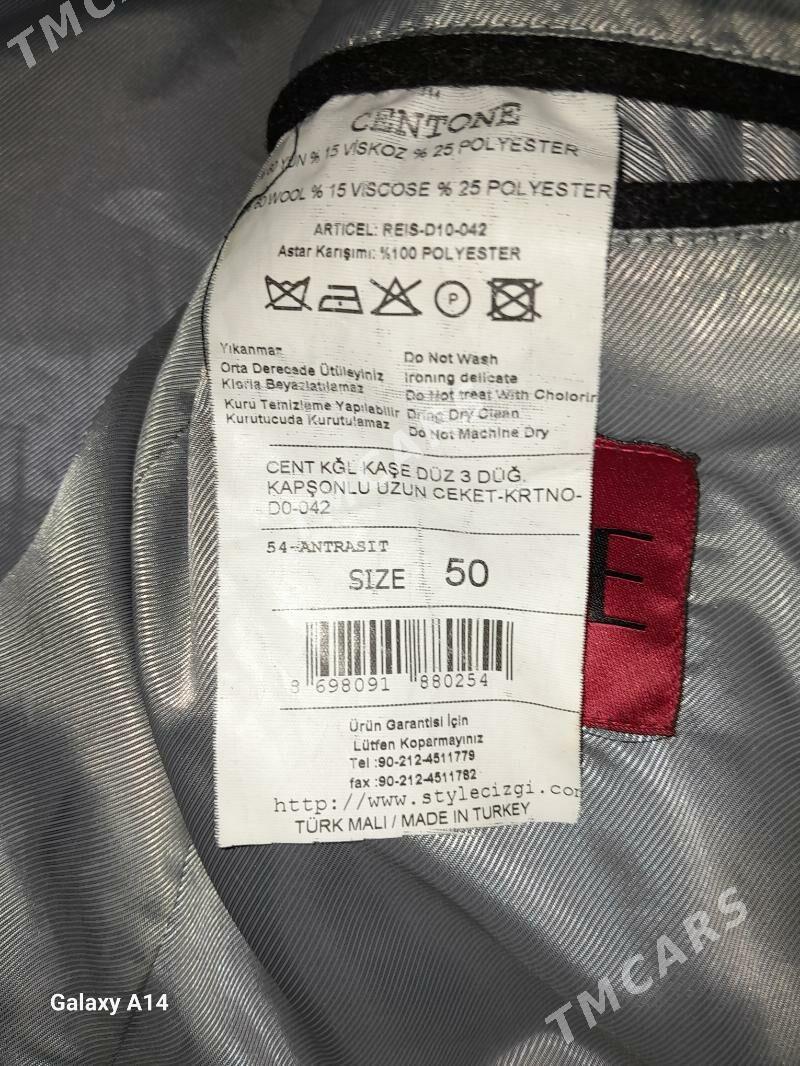 TMCARS
CENTONE
60 YÜN % 15 VISKOZ % 25 POLYESTER
60 WOOL % 15 VISCOSE % 25 POLYESTER
ARTICEL: REIS-D10-042
Astar Karışımı: %100 POLYESTER
P
Yıkanmaz
Do Not Wash
Orta Derecede Ütüleyiniz
Ironing delicate
Klorla Beyazlatılamaz
Do Not treat With Cholorin
Kuru Temizleme Yapılabilir
Dring Dry Clean
Kurutucuda Kurutulamaz
Do Not Machine Dry
CENT KĞL KAŞE DÜZ 3 DÜĞ.
KAPŞONLU UZUN CEKET-KRTNO-
D0-042
54-ANTRASIT
SIZE 50
E
8 698091 880254
Ürün Garantisi İçin
Lütfen Koparmayınız
Tel :90-212-4511779
fax :90-212-4511782
http://www.stylecizgi.com
TÜRK MALI / MADE IN TURKEY
Galaxy A14
TMCARS